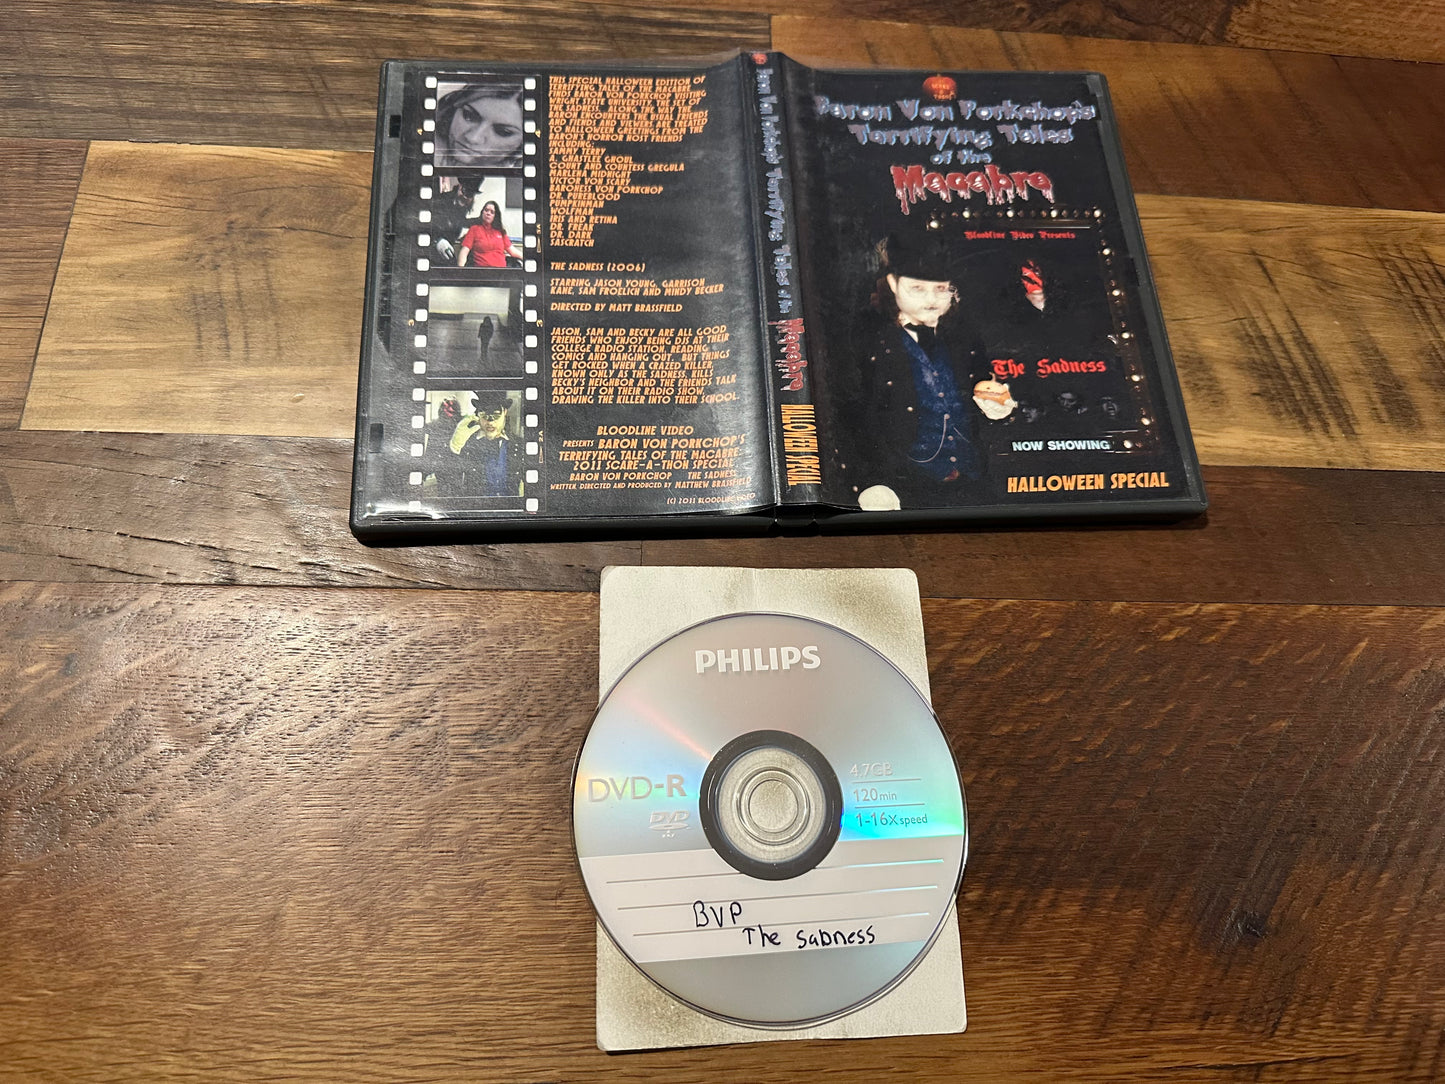 THIS SPECIAL HALLOWEEN EDITION OF
TERRIFYING TALES OF THE MACABRE
FINDS BARON VON PORKCHOP VISITING
WRIGHT STATE UNIVERSITY, THE SET OF
THE SADNESS. ALONG THE WAY THE
BARON ENCOUNTERS THE USUAL FRIENDS
AND FIENDS AND VIEWERS ARE TREATED
TO HALLOWEEN GREETINGS FROM THE
BARON'S HORROR HOST FRIENDS
INCLUDING:
SAMMY TERRY
A. GHASTLEE GHOUL
COUNT AND COUNTESS GREGULA
MARLENA MIDNIGHT
VICTOR VON SCARY
BARONESS VON PORKCHOP
DR. PUREBLOOD
PUMPKINMAN
WOLFMAN
IRIS AND RETINA
DR. FREAK
DR. DARK
SASCRATCH
THE SADNESS (2006)
STARRING JASON YOUNG, GARRISON
KANE, SAM FROELICH AND MINDY BECKER
DIRECTED BY MATT BRASSFIELD
JASON, SAM AND BECKY ARE ALL GOOD
FRIENDS WHO ENJOY BEING DJS AT THEIR
COLLEGE RADIO STATION, READING
COMICS AND HANGING OUT. BUT THINGS
GET ROCKED WHEN A CRAZED KILLER,
KNOWN ONLY AS THE SADNESS, KILLS
BECKY'S NEIGHBOR AND THE FRIENDS TALK
ABOUT IT ON THEIR RADIO SHOW,
DRAWING THE KILLER INTO THEIR SCHOOL.
BLOODLINE VIDEO
PRESENTS BARON VON PORKCHOP'S
TERRIFYING TALES OF THE MACABRE:
2011 SCARE-A-THON SPECIAL
BARON VON PORKCHOP THE SADNESS
WRITTEN, DIRECTED AND PRODUCED BY MATTHEW BRASSFIELD
(C) 2011 BLOODLINE VIDEO
Baron Von Porkchop's Terrifying Tales of the Macabre
HALLOWEEN SPECIAL
Baron Von Porkchop's
Terrifying Tales
of the
Macabre
Bloodline Video Presents
The Sadness
NOW SHOWING
HALLOWEEN SPECIAL
PHILIPS
DVD-R
DVD
4.7GB
120min
1-16x speed
BVP
The SADNESS